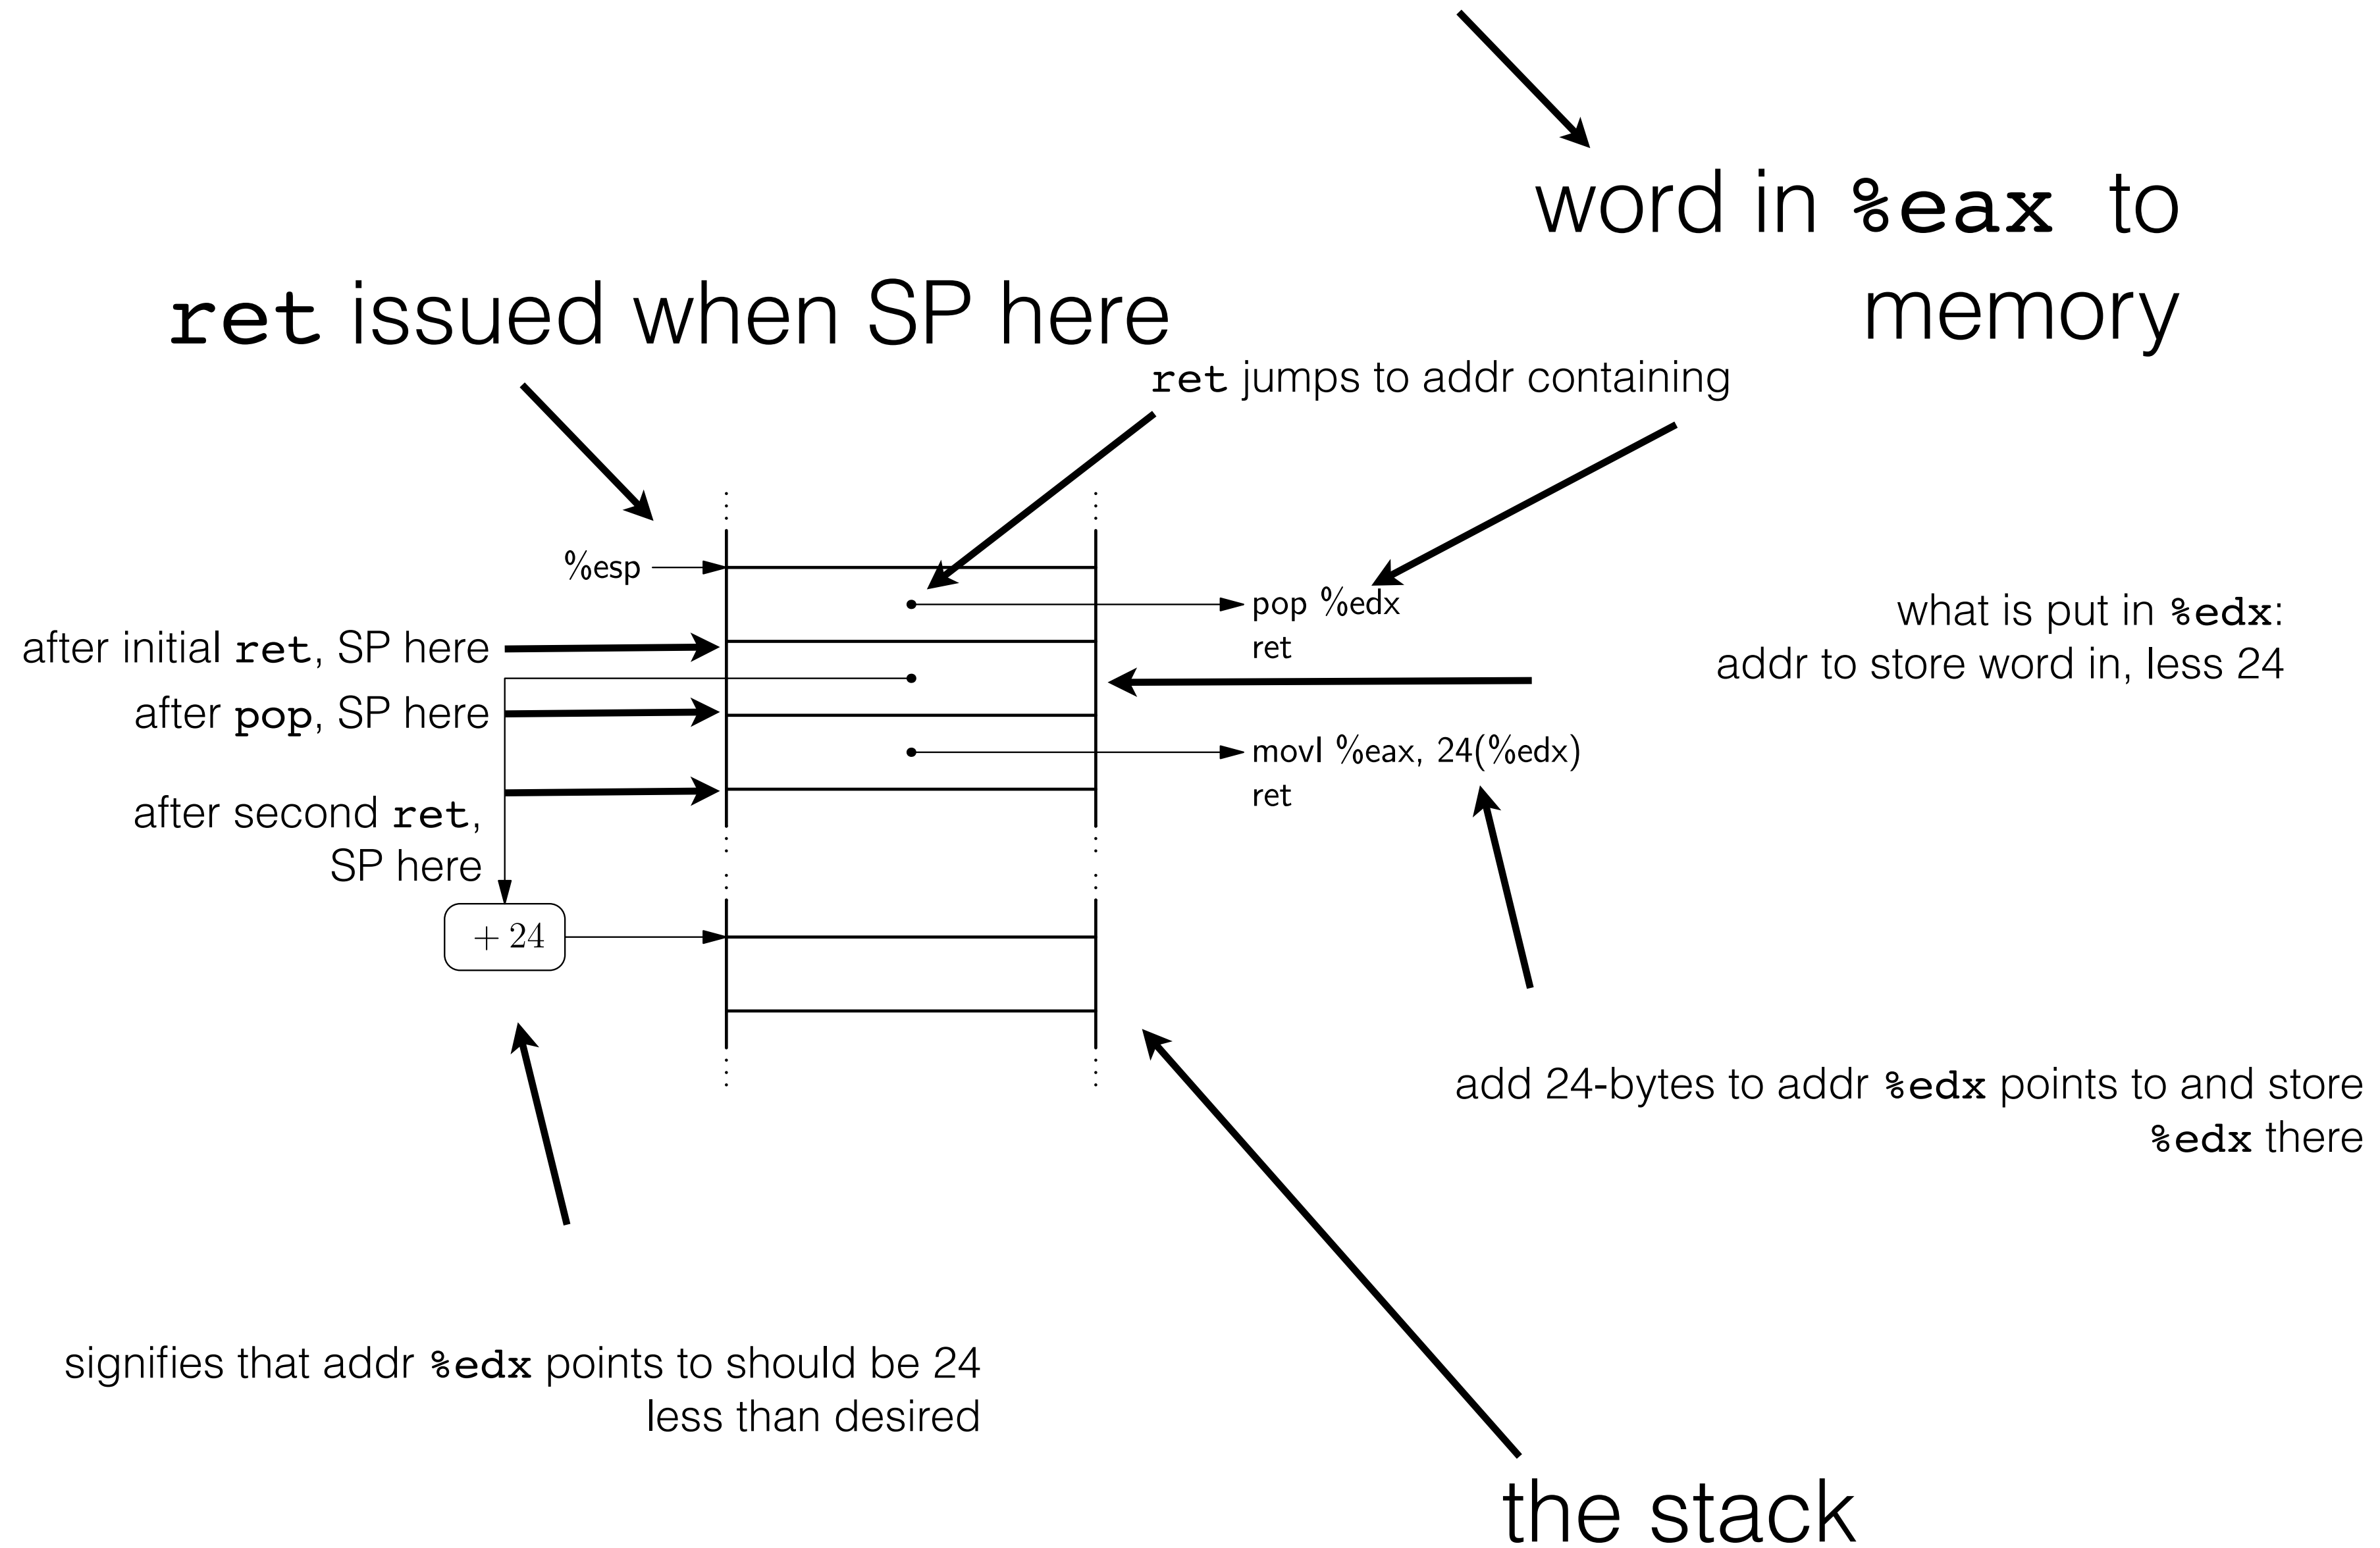 word in %eax to
memory
ret issued when SP here
ret jumps to addr containing
%esp
pop %edx
ret
after initial ret, SP here
what is put in %edx:
addr to store word in, less 24
after pop, SP here
movl %eax, 24(%edx)
ret
after second ret,
SP here
+ 24
add 24-bytes to addr %edx points to and store
%edx there
signifies that addr %edx points to should be 24
less than desired
the stack